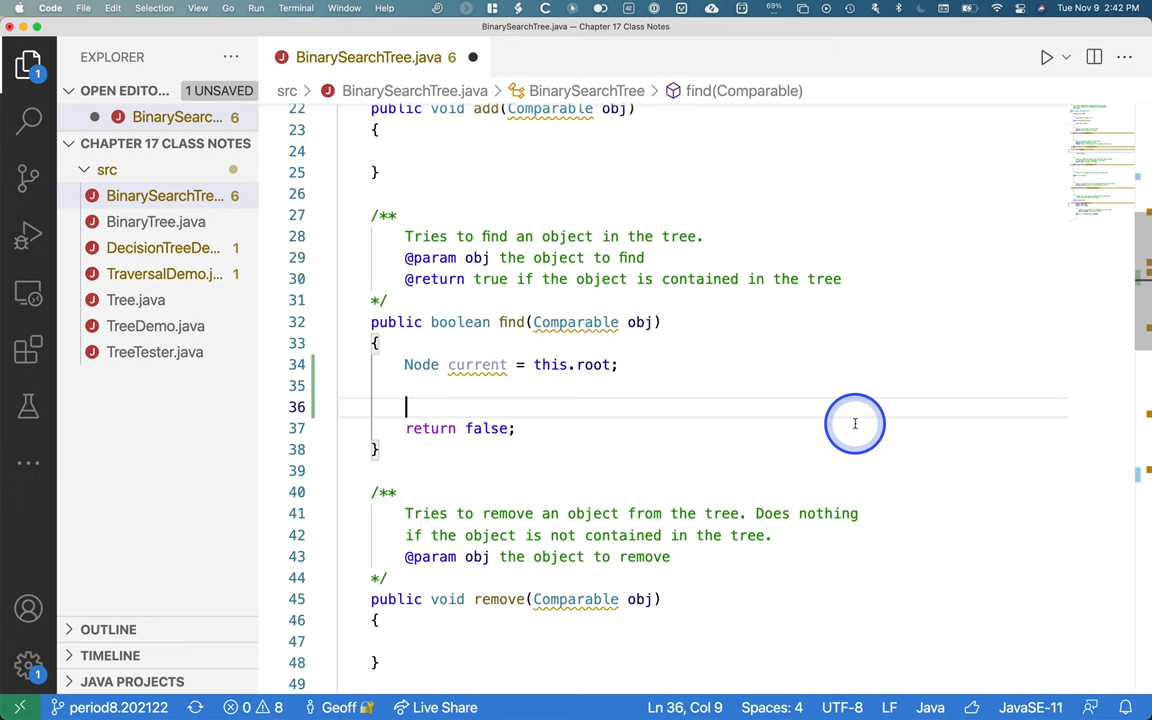 Code File Edit Selection View Go Run Terminal Window Help 69% Tue Nov 9 2:42 PM
BinarySearchTree.java — Chapter 17 Class Notes
EXPLORER
BinarySearchTree.java 6
OPEN EDITO... 1 UNSAVED
src > BinarySearchTree.java > BinarySearchTree > find(Comparable)
BinarySearc... 6
CHAPTER 17 CLASS NOTES
src
BinarySearchTre... 6
BinaryTree.java
DecisionTreeDe... 1
TraversalDemo.j... 1
Tree.java
TreeDemo.java
TreeTester.java
OUTLINE
TIMELINE
JAVA PROJECTS
1
1
22 public void add(Comparable obj)
23 {
24
25 }
26
27 /**
28 Tries to find an object in the tree.
29 @param obj the object to find
30 @return true if the object is contained in the tree
31 */
32 public boolean find(Comparable obj)
33 {
34 Node current = this.root;
35
36
37 return false;
38 }
39
40 /**
41 Tries to remove an object from the tree. Does nothing
42 if the object is not contained in the tree.
43 @param obj the object to remove
44 */
45 public void remove(Comparable obj)
46 {
47
48 }
49
period8.202122 0 8 Geoff Live Share Ln 36, Col 9 Spaces: 4 UTF-8 LF Java JavaSE-11